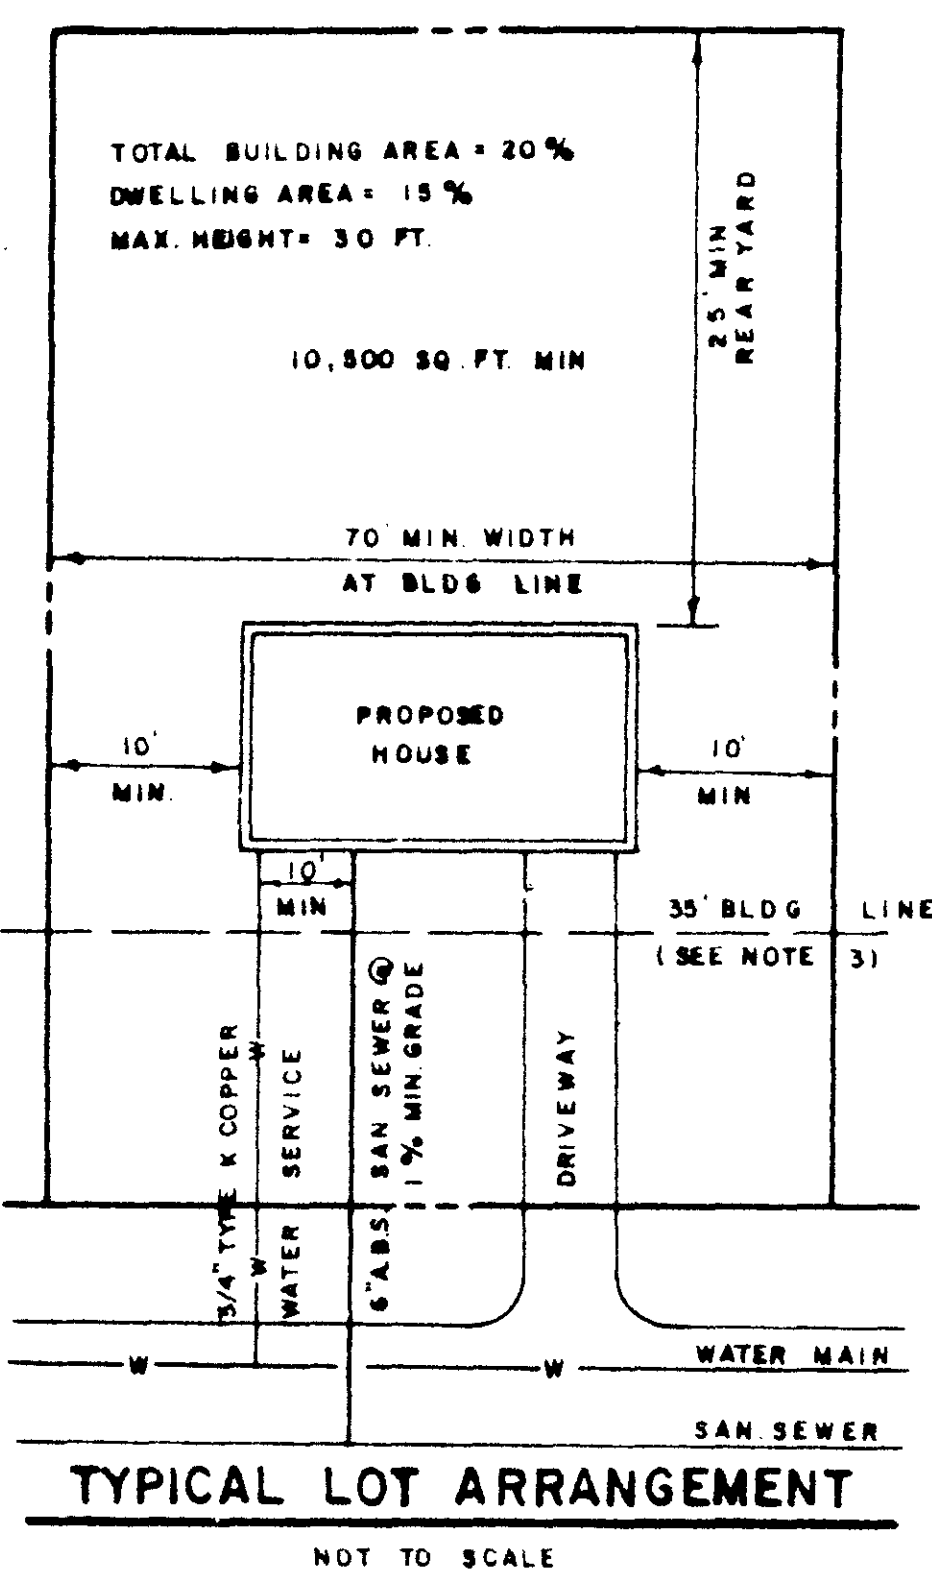 TOTAL BUILDING AREA = 20%
DWELLING AREA = 15%
MAX. HEIGHT = 30 FT.
25' MIN
REAR YARD
10,500 SQ. FT. MIN
70' MIN. WIDTH
AT BLDG LINE
PROPOSED
HOUSE
10'
MIN.
10'
MIN
10'
MIN
35' BLDG LINE
(SEE NOTE 3)
3/4" TYPE K COPPER
WATER SERVICE
W
W
6" A.B.S. SAN SEWER @
1% MIN. GRADE
DRIVEWAY
W
W
WATER MAIN
SAN. SEWER
TYPICAL LOT ARRANGEMENT
NOT TO SCALE